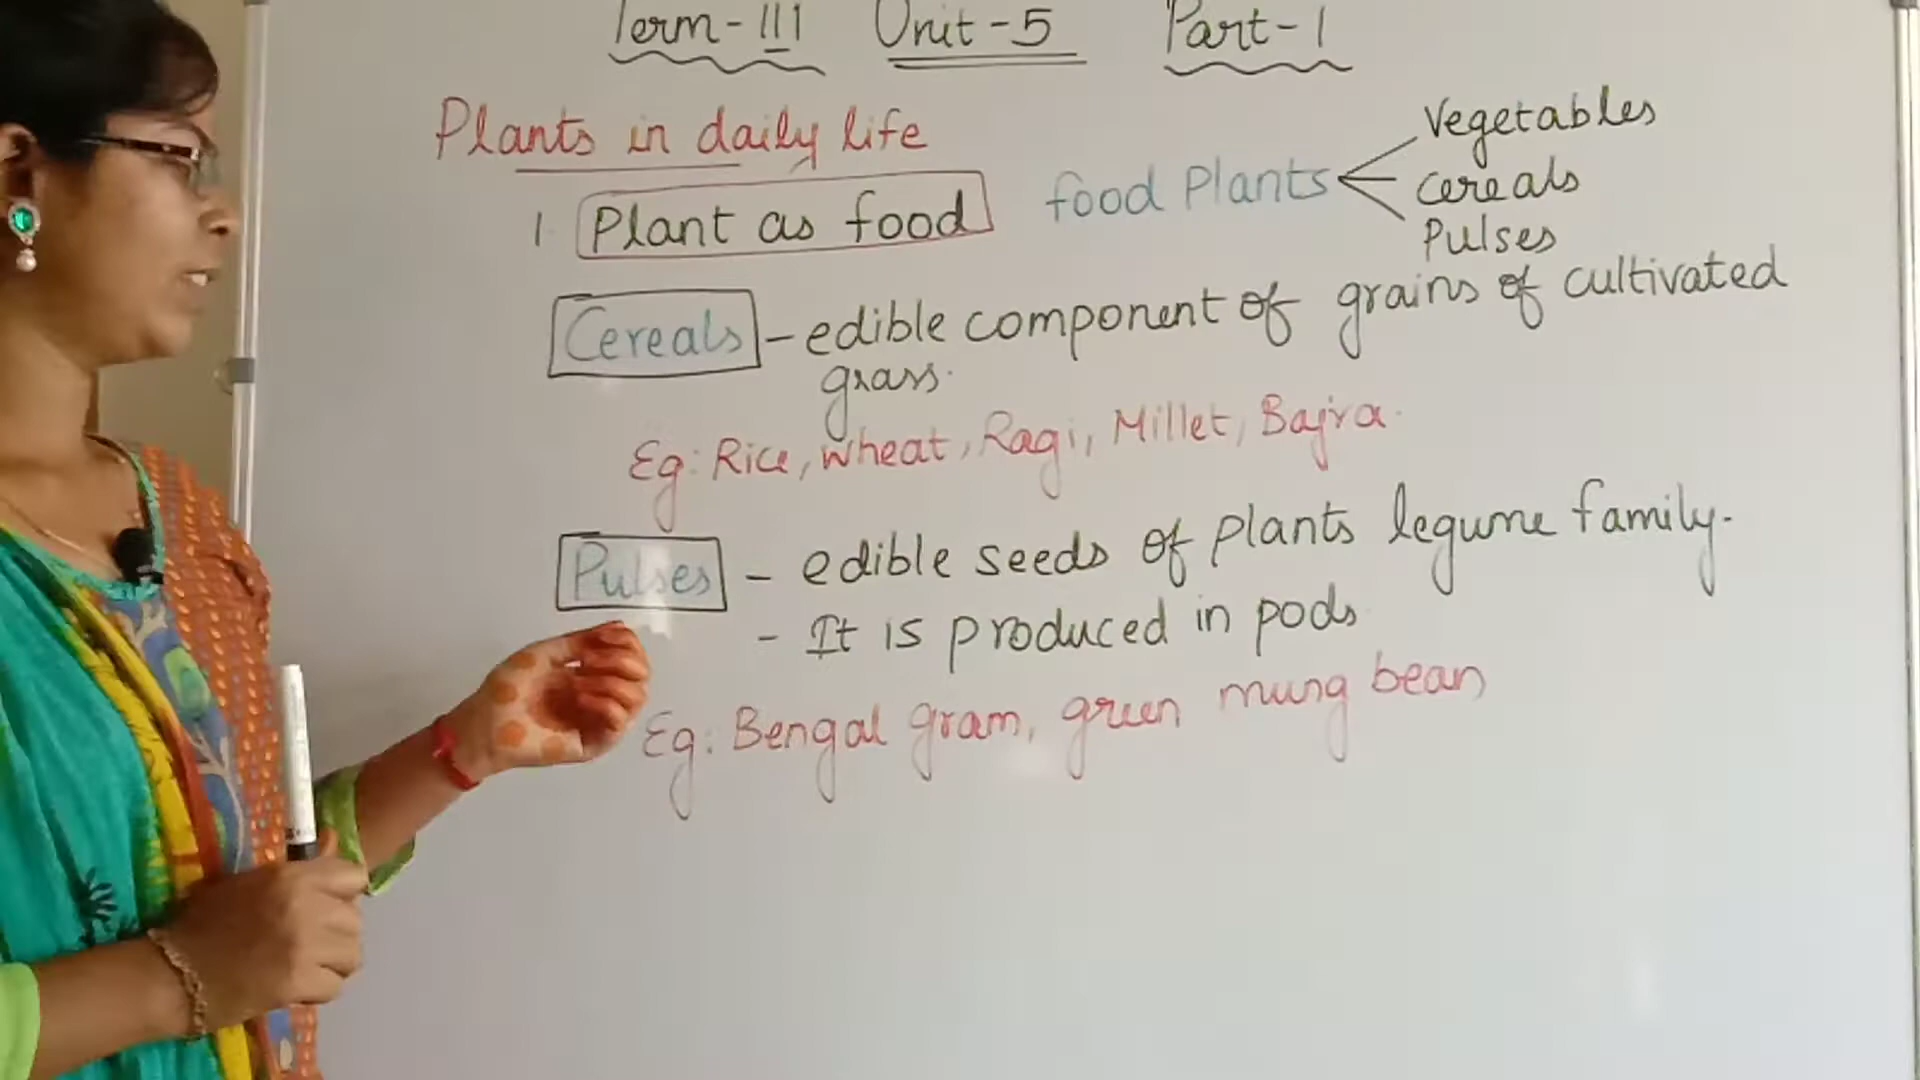 Term-III Unit-5 Part-1
Plants in daily life
1. Plant as food
food Plants
Vegetables
Cereals
Pulses
Cereals - edible component of grains of cultivated
grass.
Eg: Rice, Wheat, Ragi, Millet, Bajra.
Pulses - edible seeds of plants legume family.
- It is produced in pods
Eg: Bengal gram, green mung bean